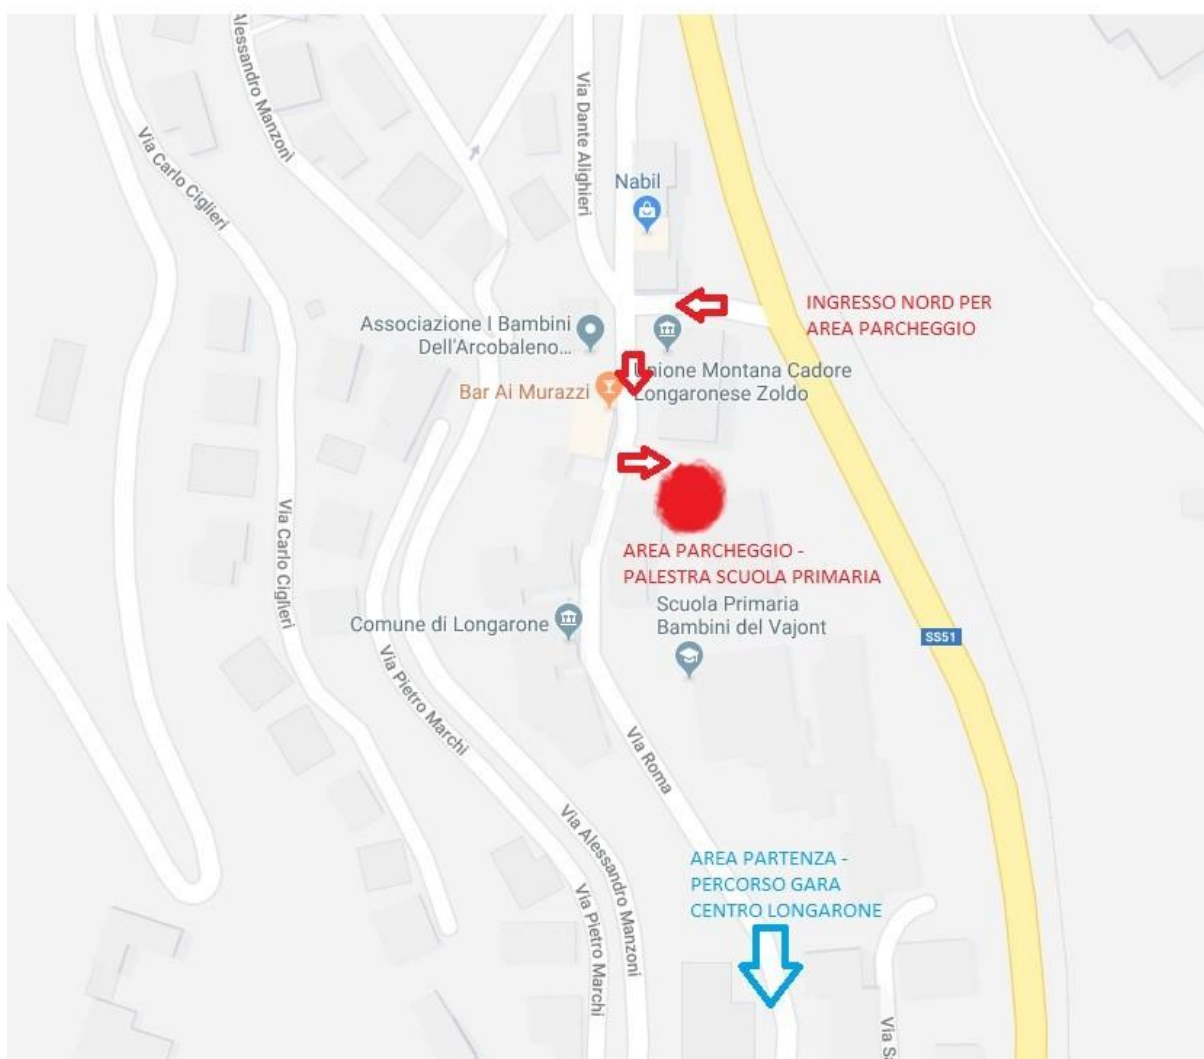 Alessandro Manzoni
Via Carlo Ciglieri
Via Dante Alighieri
Nabil
INGRESSO NORD PER
AREA PARCHEGGIO
Associazione I Bambini
Dell'Arcobaleno...
Unione Montana Cadore
Longaronese Zoldo
Bar Ai Murazzi
AREA PARCHEGGIO -
PALESTRA SCUOLA PRIMARIA
Via Carlo Ciglieri
Scuola Primaria
Bambini del Vajont
Comune di Longarone
SS51
Via Pietro Marchi
Via Roma
Via Alessandro Manzoni
AREA PARTENZA -
PERCORSO GARA
CENTRO LONGARONE
Via Pietro Marchi
Via S